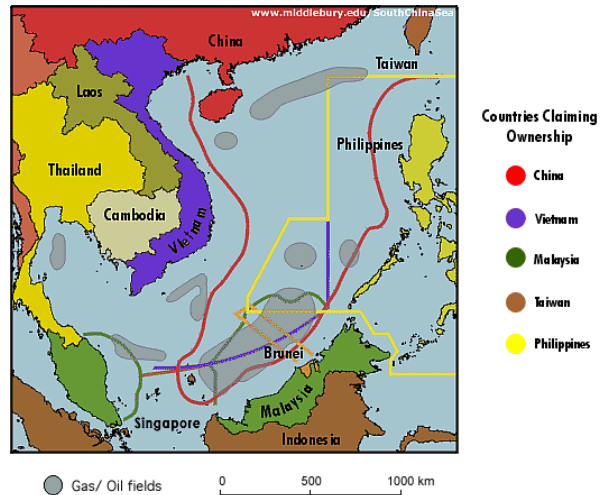 www.middlebury.edu/SouthChinaSea
China
Taiwan
Laos
Countries Claiming
Ownership
Philippines
Thailand
China
Cambodia
Vietnam
Vietnam
Malaysia
Taiwan
Philippines
Brunei
Malaysia
Singapore
Indonesia
Gas/ Oil fields
0 500 1000 km